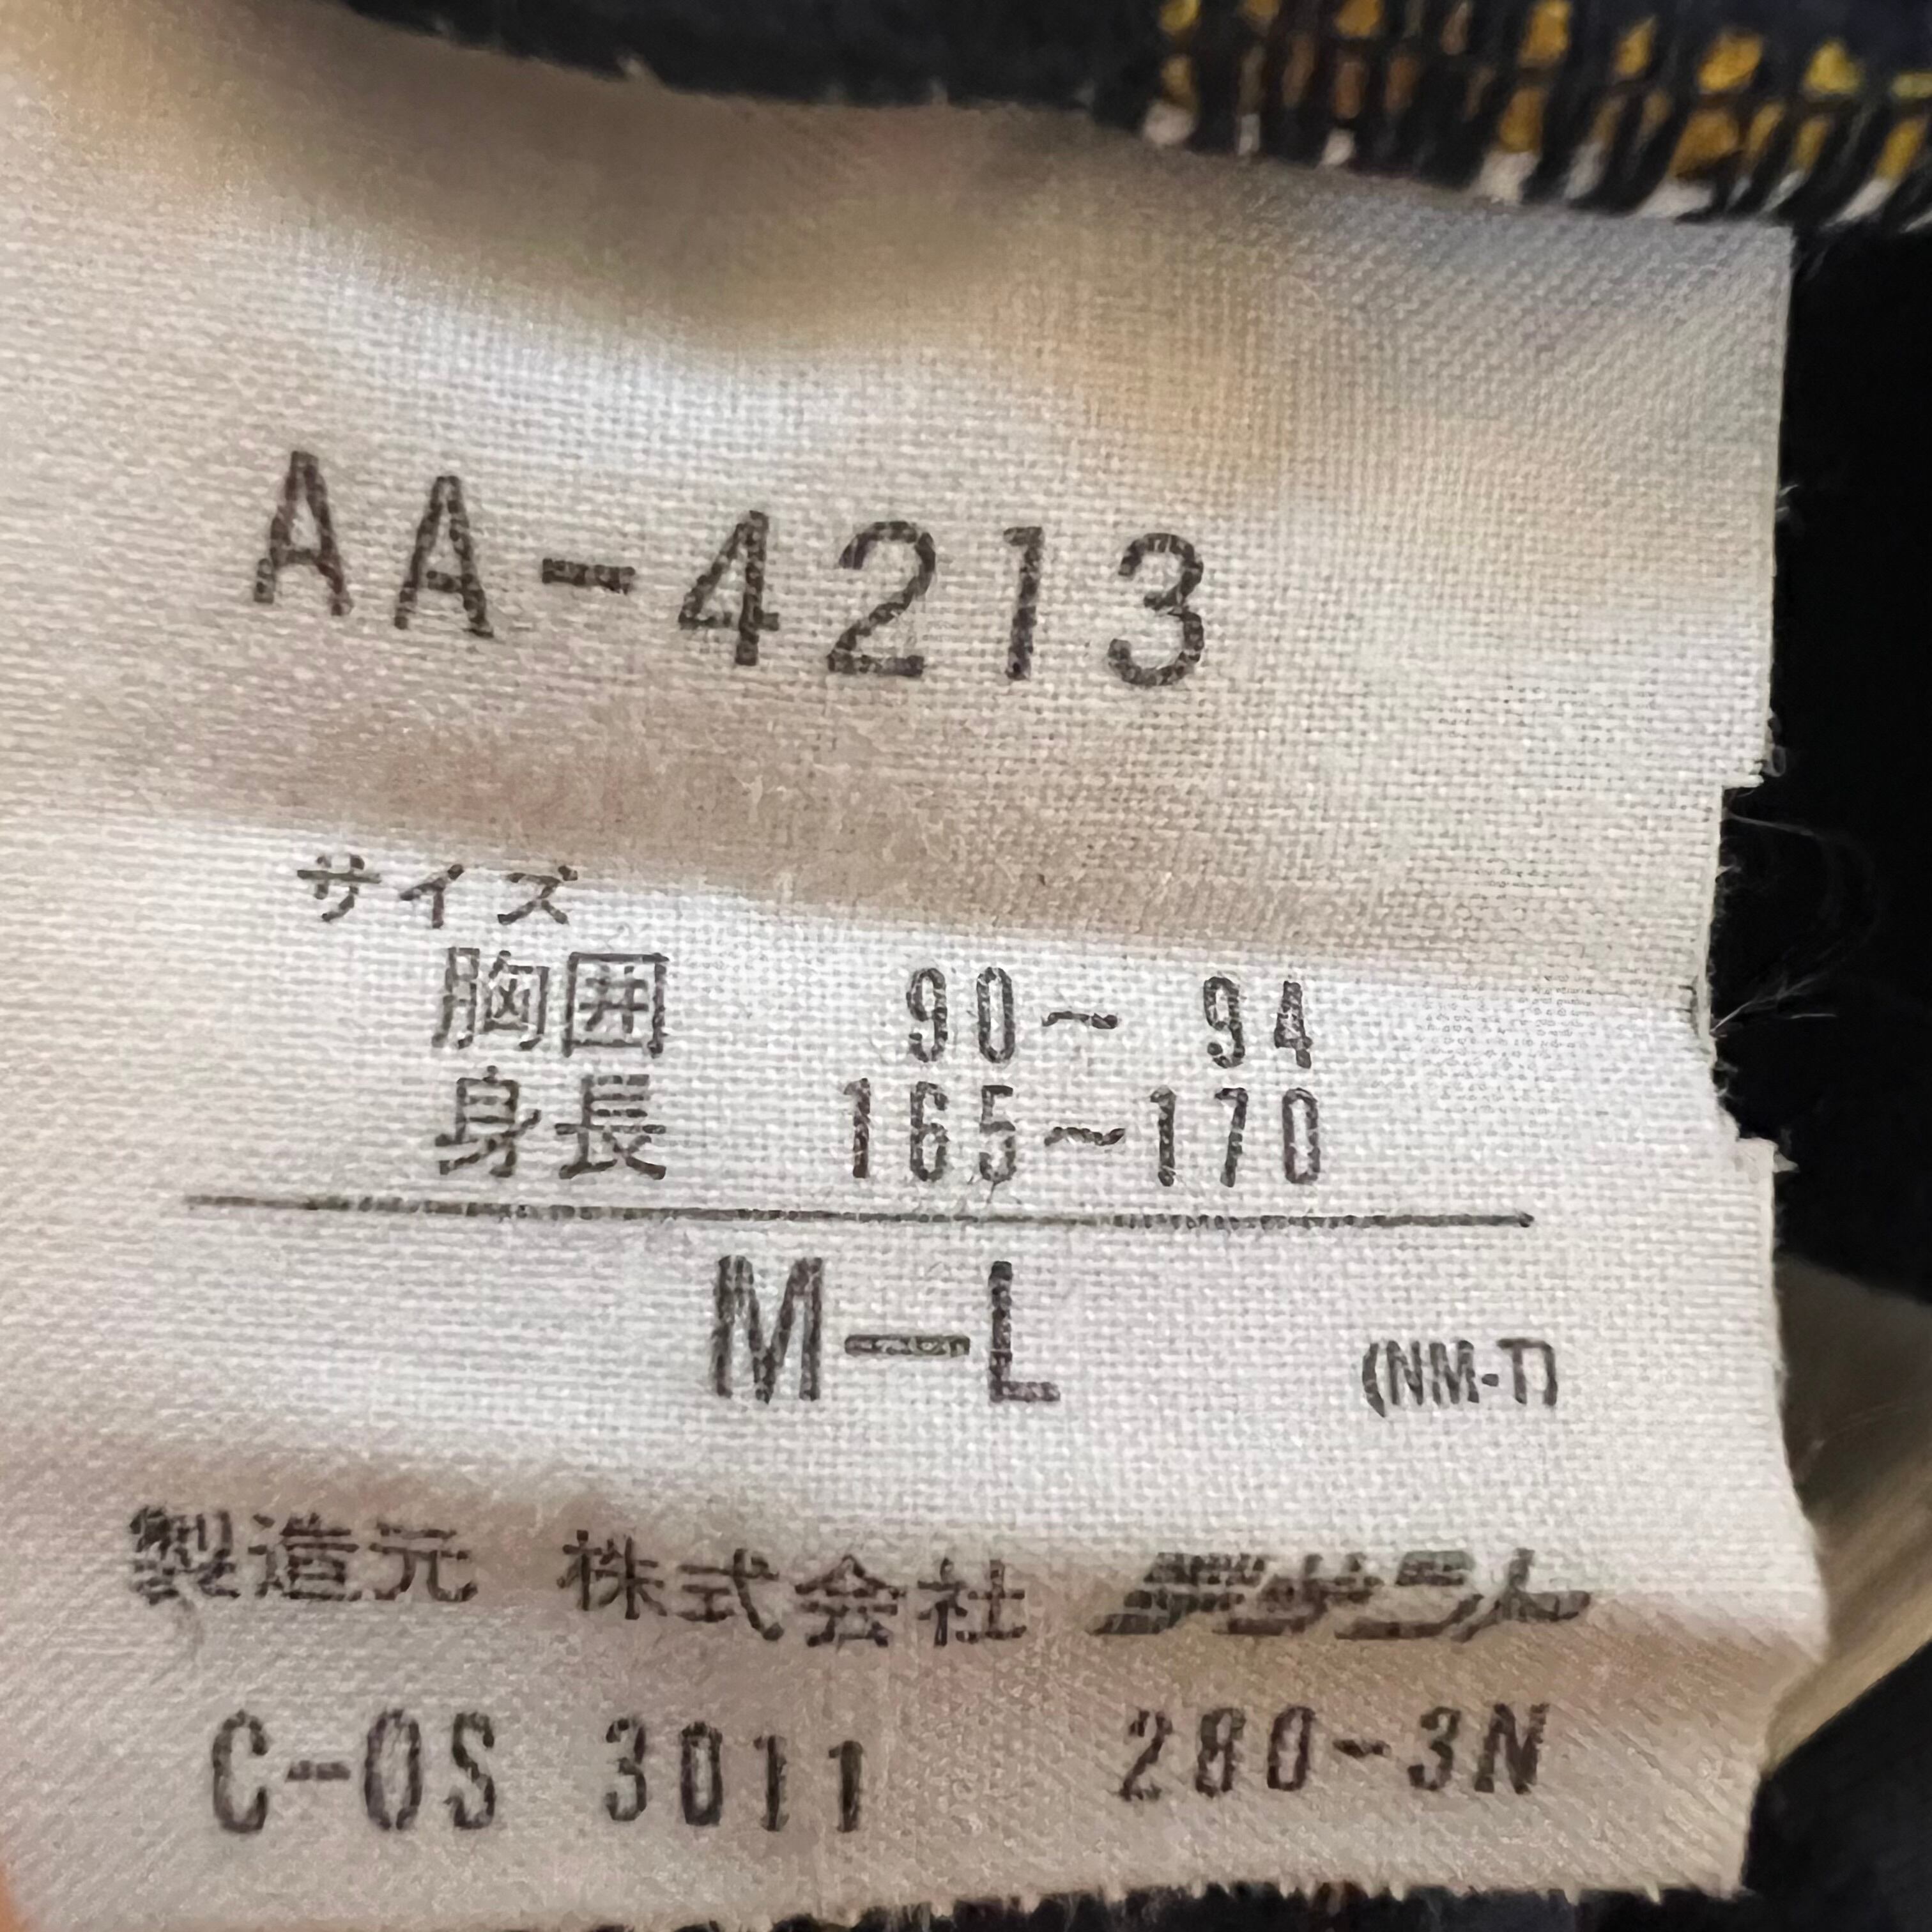 AA-4213
サイズ
胸囲 90～ 94
身長 165～170
M-L (NM-T)
製造元 株式会社 デサント
C-OS 3011 280-3N